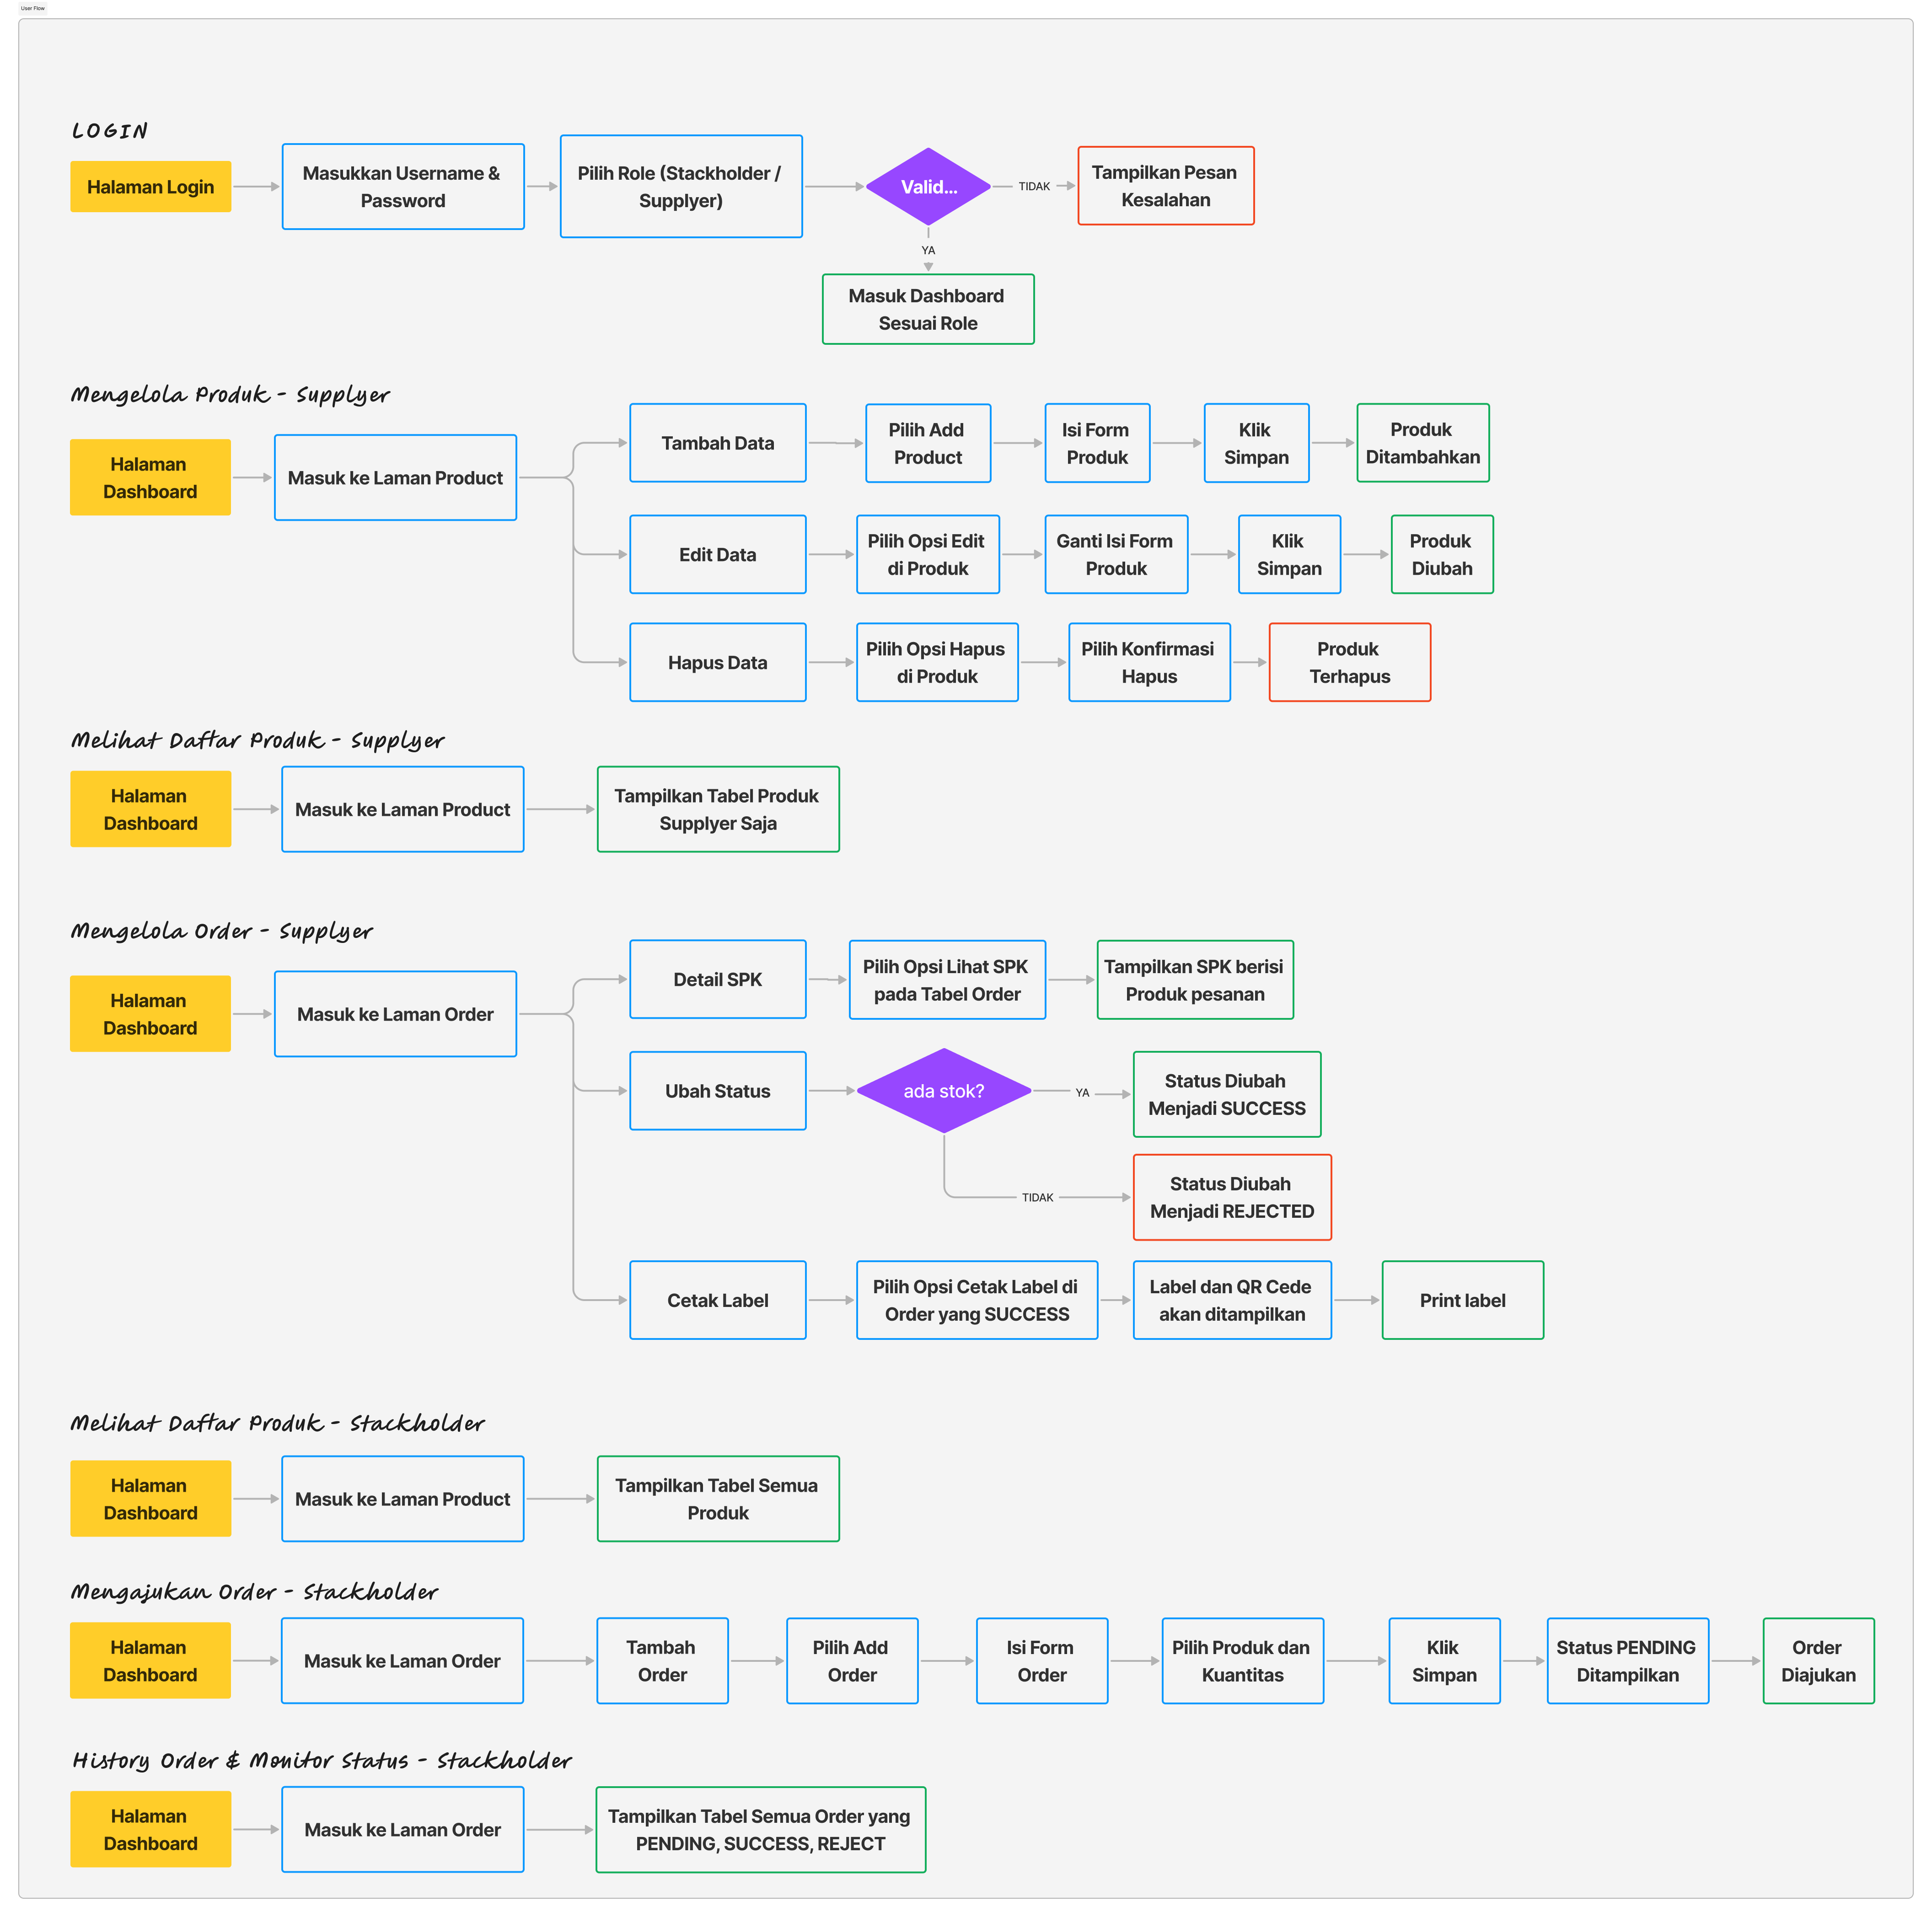 User Flow
LOGIN
Halaman Login
Masukkan Username &
Password
Pilih Role (Stackholder /
Supplyer)
Valid...
TIDAK
Tampilkan Pesan
Kesalahan
YA
Masuk Dashboard
Sesuai Role
Mengelola Produk - Supplyer
Halaman
Dashboard
Masuk ke Laman Product
Tambah Data
Pilih Add
Product
Isi Form
Produk
Klik
Simpan
Produk
Ditambahkan
Edit Data
Pilih Opsi Edit
di Produk
Ganti Isi Form
Produk
Klik
Simpan
Produk
Diubah
Hapus Data
Pilih Opsi Hapus
di Produk
Pilih Konfirmasi
Hapus
Produk
Terhapus
Melihat Daftar Produk - Supplyer
Halaman
Dashboard
Masuk ke Laman Product
Tampilkan Tabel Produk
Supplyer Saja
Mengelola Order - Supplyer
Halaman
Dashboard
Masuk ke Laman Order
Detail SPK
Pilih Opsi Lihat SPK
pada Tabel Order
Tampilkan SPK berisi
Produk pesanan
Ubah Status
ada stok?
YA
Status Diubah
Menjadi SUCCESS
TIDAK
Status Diubah
Menjadi REJECTED
Cetak Label
Pilih Opsi Cetak Label di
Order yang SUCCESS
Label dan QR Cede
akan ditampilkan
Print label
Melihat Daftar Produk - Stackholder
Halaman
Dashboard
Masuk ke Laman Product
Tampilkan Tabel Semua
Produk
Mengajukan Order - Stackholder
Halaman
Dashboard
Masuk ke Laman Order
Tambah
Order
Pilih Add
Order
Isi Form
Order
Pilih Produk dan
Kuantitas
Klik
Simpan
Status PENDING
Ditampilkan
Order
Diajukan
History Order & Monitor Status - Stackholder
Halaman
Dashboard
Masuk ke Laman Order
Tampilkan Tabel Semua Order yang
PENDING, SUCCESS, REJECT